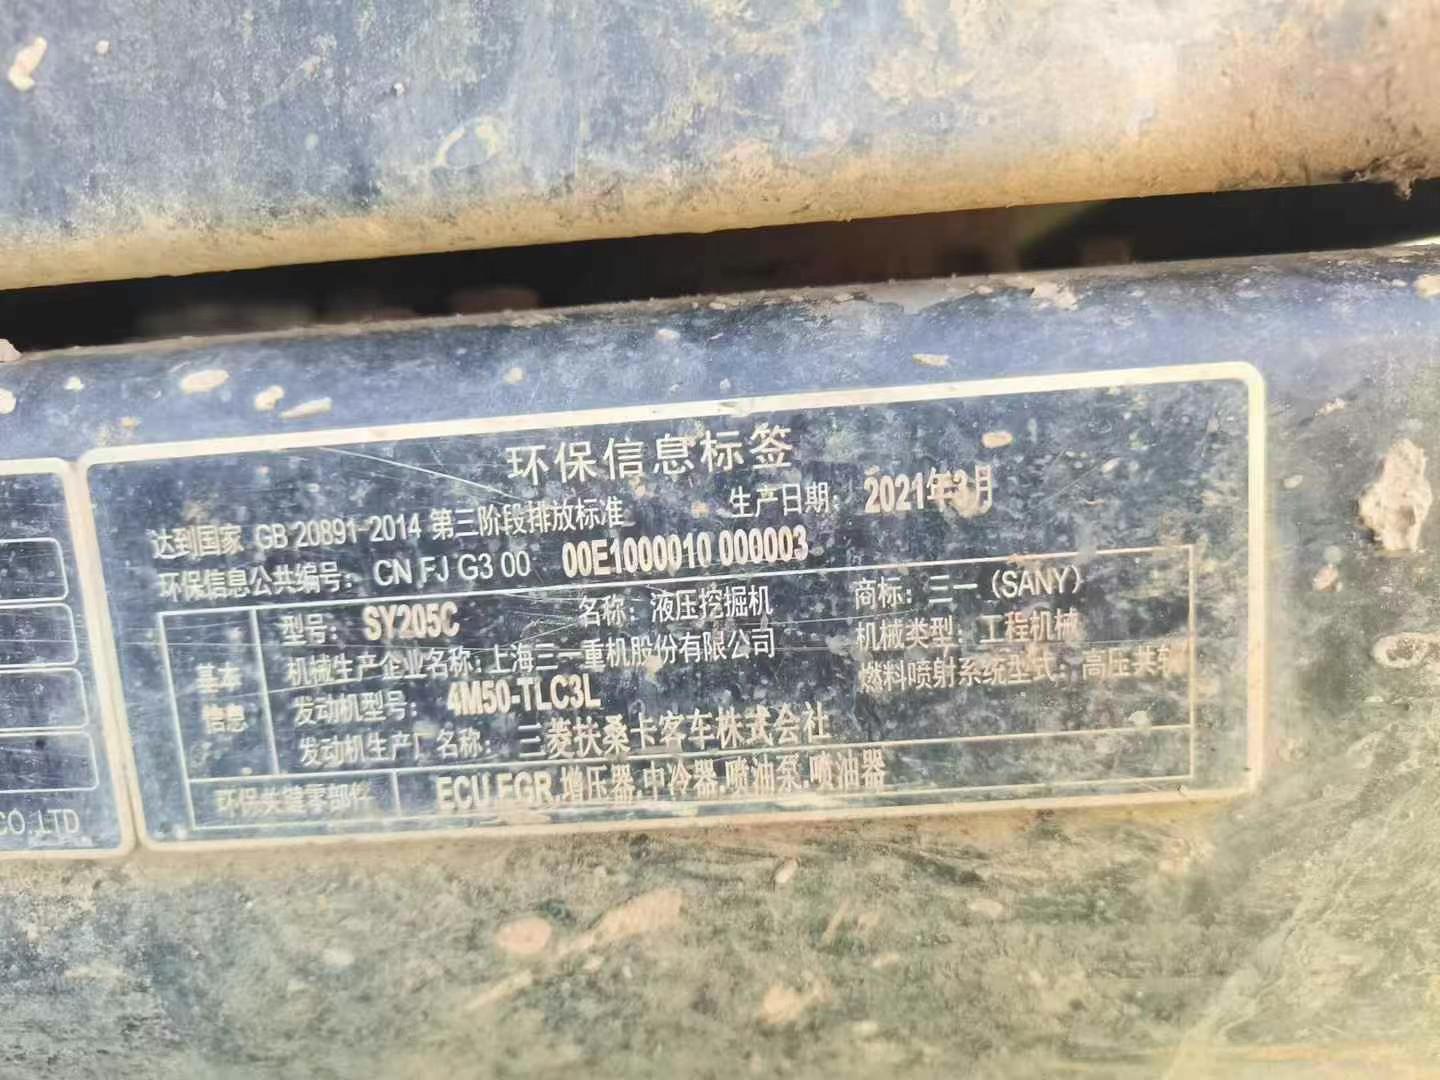 环保信息标签
达到国家 GB 20891-2014 第三阶段排放标准 生产日期: 2021年3月
环保信息公共编号: CN FJ G3 00 00E1000010 000003
基本信息
型号: SY205C 名称: 液压挖掘机 商标: 三一 (SANY)
机械生产企业名称: 上海三一重机股份有限公司 机械类型: 工程机械
发动机型号: 4M50-TLC3L 燃料喷射系统型式: 高压共轨
发动机生产厂名称: 三菱扶桑卡客车株式会社
环保关键零部件 ECU,EGR,增压器,中冷器,喷油泵,喷油器
CO.,LTD